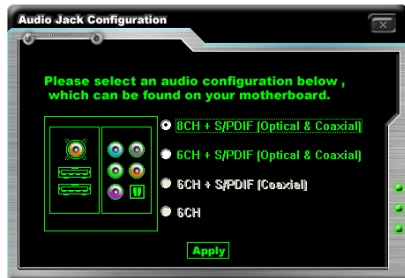 Audio Jack Configuration
Please select an audio configuration below ,
which can be found on your motherboard.
8CH + S/PDIF (Optical & Coaxial)
6CH + S/PDIF (Optical & Coaxial)
6CH + S/PDIF (Coaxial)
6CH
Apply